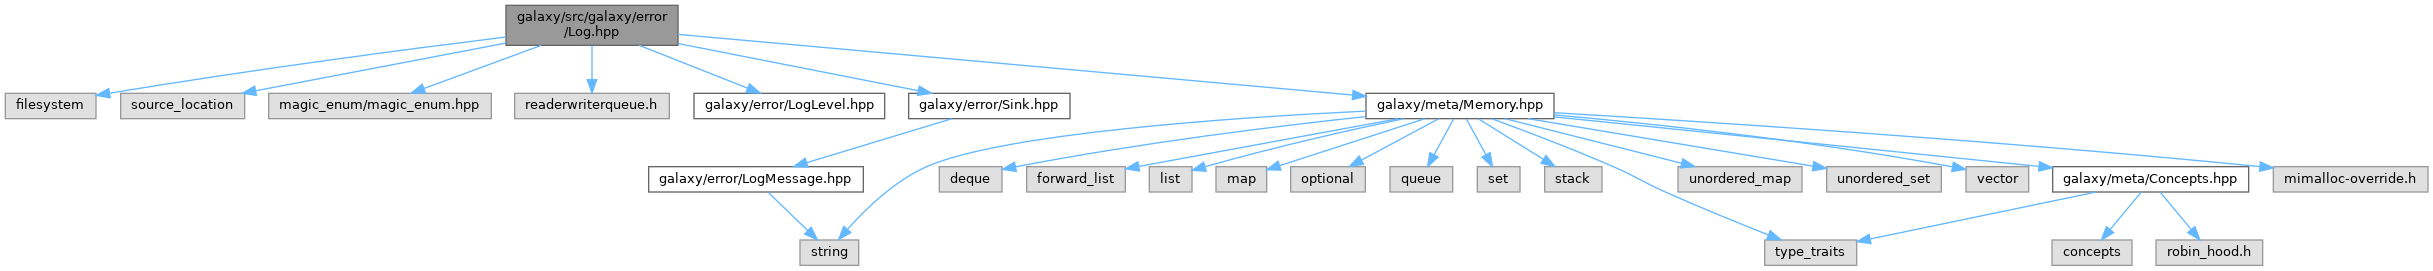 galaxy/src/galaxy/error
/Log.hpp
filesystem
source_location
magic_enum/magic_enum.hpp
readerwriterqueue.h
galaxy/error/LogLevel.hpp
galaxy/error/Sink.hpp
galaxy/meta/Memory.hpp
galaxy/error/LogMessage.hpp
deque
forward_list
list
map
optional
queue
set
stack
unordered_map
unordered_set
vector
galaxy/meta/Concepts.hpp
mimalloc-override.h
string
type_traits
concepts
robin_hood.h